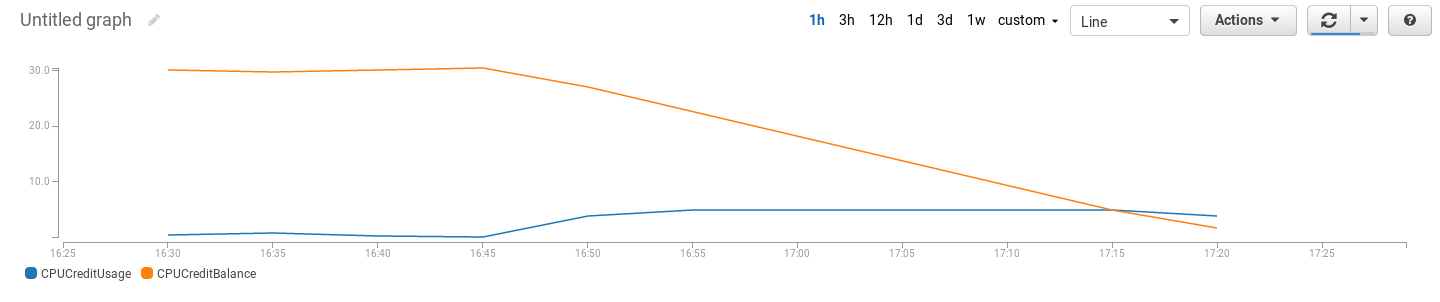 Untitled graph 1h 3h 12h 1d 3d 1w custom Line Actions ?
30.0
20.0
10.0
16:25 16:30 16:35 16:40 16:45 16:50 16:55 17:00 17:05 17:10 17:15 17:20 17:25
CPUCreditUsage CPUCreditBalance